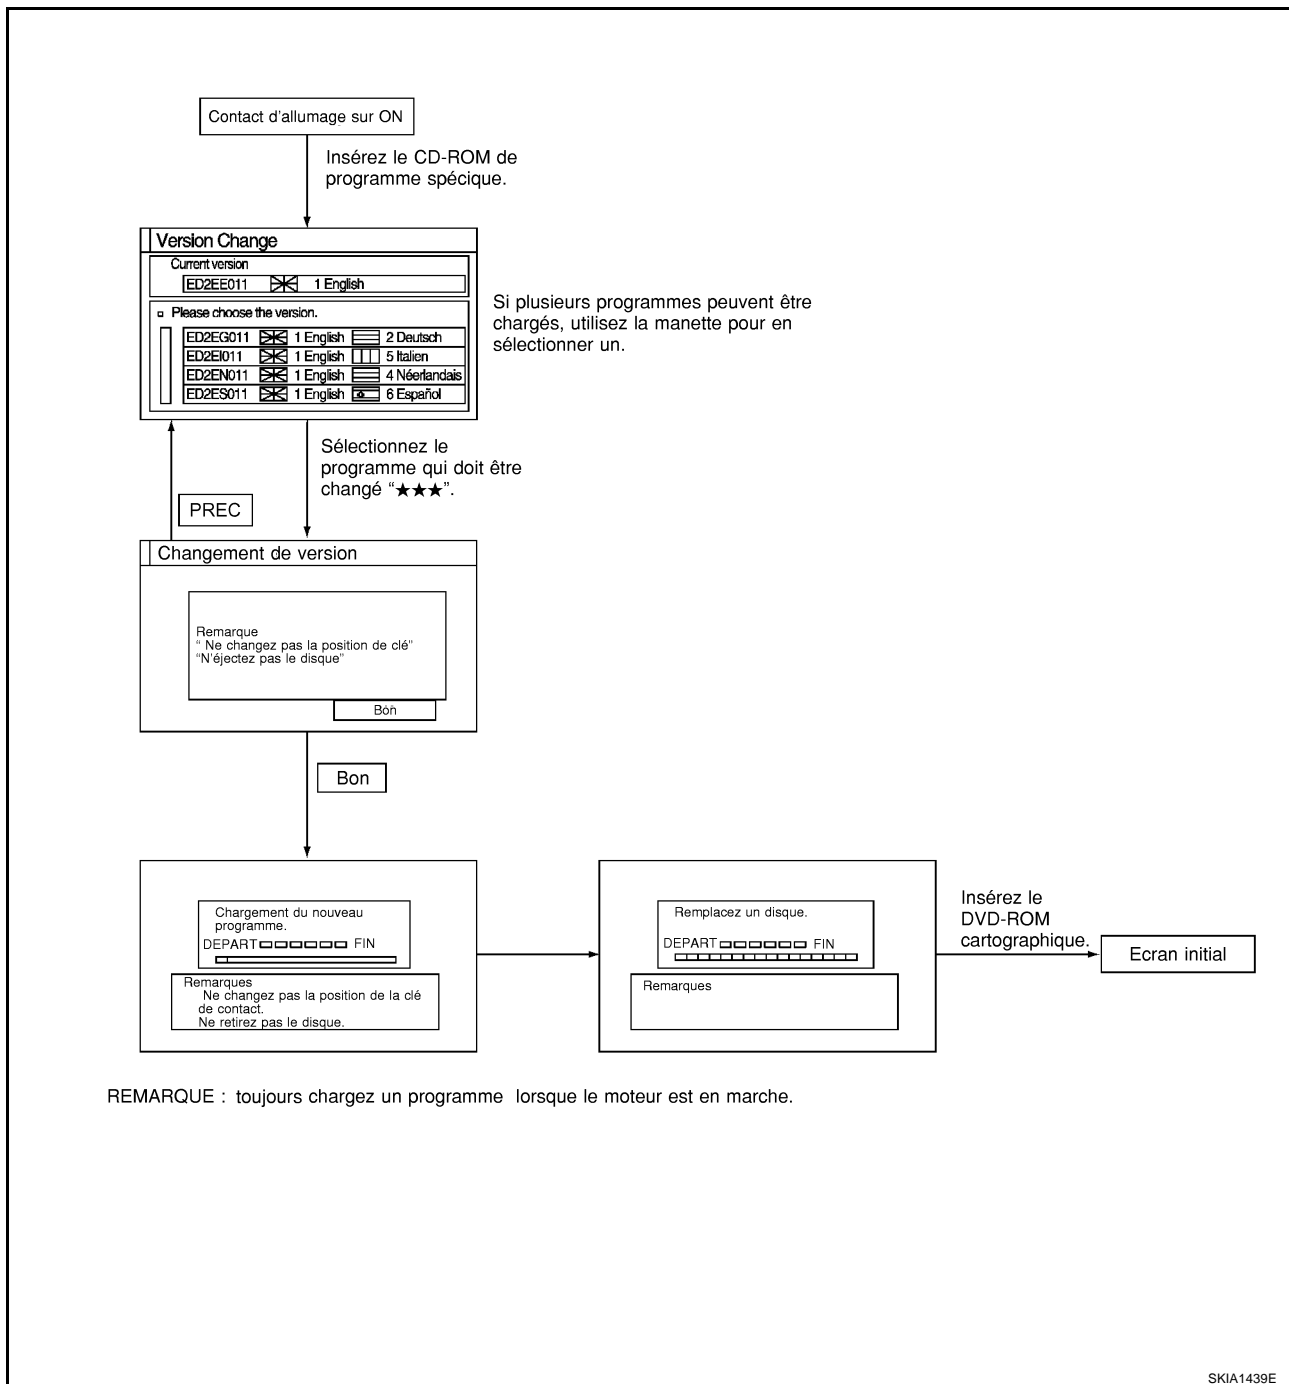 Contact d'allumage sur ON
Insérez le CD-ROM de
programme spécique.
Version Change
Current version
ED2EE011 1 English
Please choose the version.
ED2EG011 1 English 2 Deutsch
ED2EI011 1 English 5 Italien
ED2EN011 1 English 4 Néerlandais
ED2ES011 1 English 6 Español
Si plusieurs programmes peuvent être
chargés, utilisez la manette pour en
sélectionner un.
Sélectionnez le
programme qui doit être
changé “★★★”.
PREC
Changement de version
Remarque
“ Ne changez pas la position de clé”
“N'éjectez pas le disque”
Bon
Bon
Chargement du nouveau
programme.
DEPART FIN
Remarques
Ne changez pas la position de la clé
de contact.
Ne retirez pas le disque.
Remplacez un disque.
DEPART FIN
Remarques
Insérez le
DVD-ROM
cartographique.
Ecran initial
REMARQUE : toujours chargez un programme lorsque le moteur est en marche.
SKIA1439E